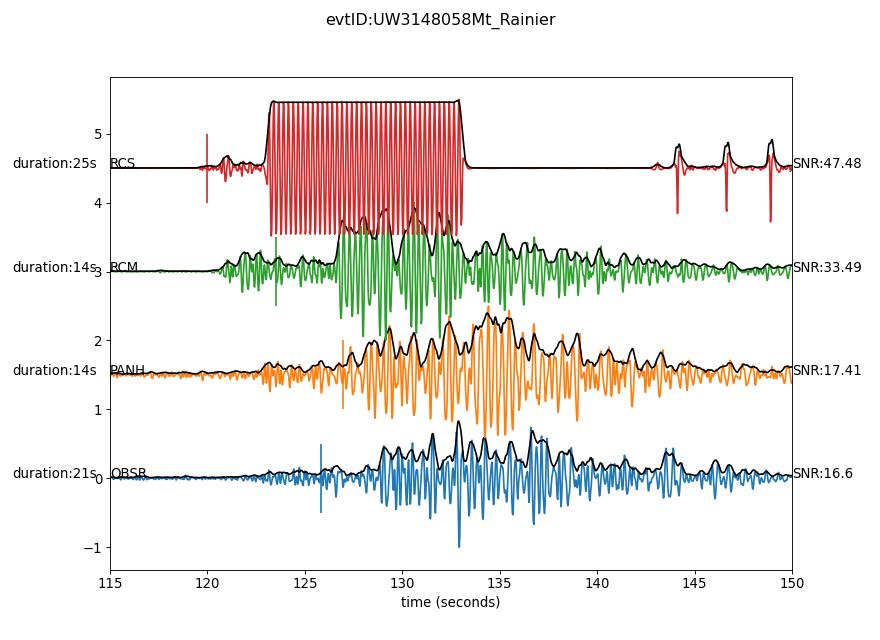 evtID:UW3148058Mt_Rainier
5
duration:25s RCS SNR:47.48
4
duration:14s RCM SNR:33.49
3
2
duration:14s PANH SNR:17.41
1
duration:21s OBSR SNR:16.6
0
−1
115 120 125 130 135 140 145 150
time (seconds)